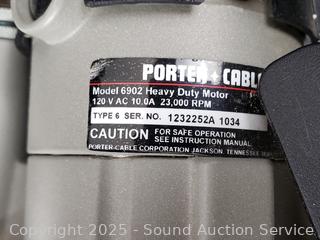 PORTER+CABLE
Model 6902 Heavy Duty Motor
120 V AC 10.0A 23,000 RPM
TYPE 6 SER. NO. 1232252A 1034
CAUTION FOR SAFE OPERATION
SEE INSTRUCTION MANUAL.
PORTER-CABLE CORPORATION JACKSON, TENNESSEE
Copyright © 2025 - Sound Auction Service